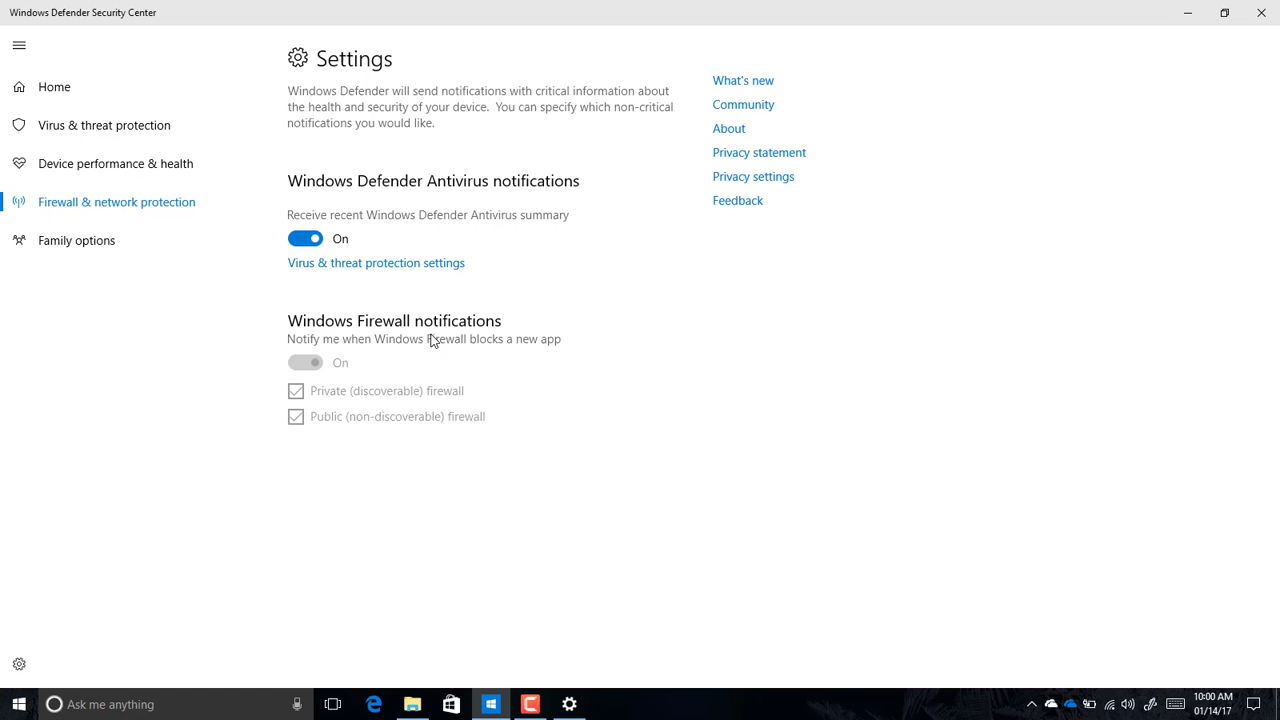 Windows Defender Security Center
Home
Virus & threat protection
Device performance & health
Firewall & network protection
Family options
Settings
Windows Defender will send notifications with critical information about
the health and security of your device. You can specify which non-critical
notifications you would like.
Windows Defender Antivirus notifications
Receive recent Windows Defender Antivirus summary
On
Virus & threat protection settings
Windows Firewall notifications
Notify me when Windows Firewall blocks a new app
On
Private (discoverable) firewall
Public (non-discoverable) firewall
What's new
Community
About
Privacy statement
Privacy settings
Feedback
Ask me anything
10:00 AM
01/14/17